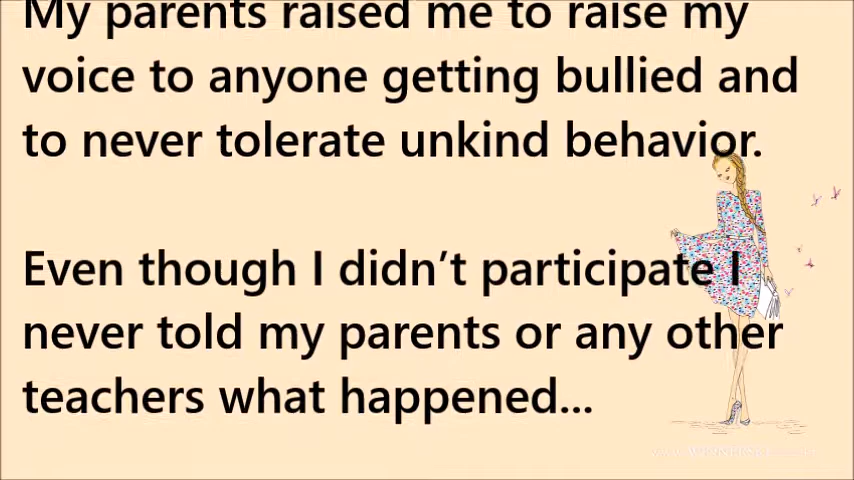 My parents raised me to raise my
voice to anyone getting bullied and
to never tolerate unkind behavior.
Even though I didn’t participate I
never told my parents or any other
teachers what happened...